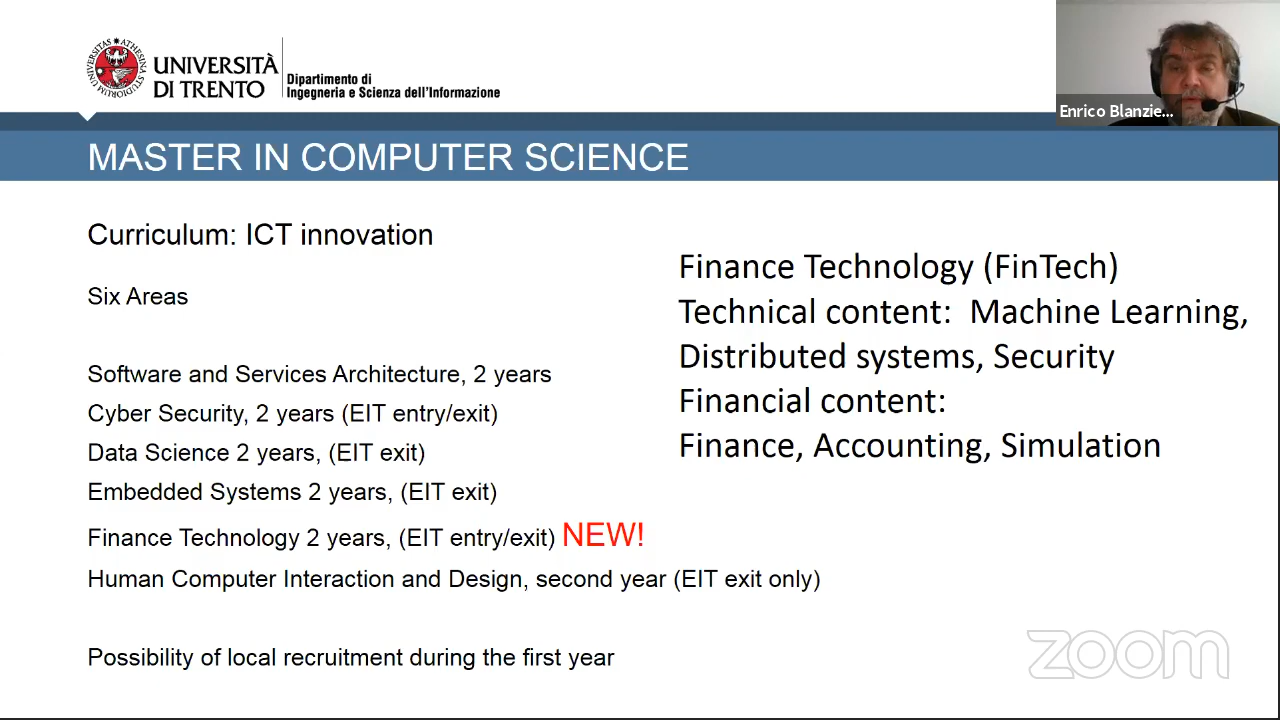 UNIVERSITÀ
DI TRENTO
Dipartimento di
Ingegneria e Scienza dell'Informazione
Enrico Blanzie...
MASTER IN COMPUTER SCIENCE
Curriculum: ICT innovation
Six Areas
Software and Services Architecture, 2 years
Cyber Security, 2 years (EIT entry/exit)
Data Science 2 years, (EIT exit)
Embedded Systems 2 years, (EIT exit)
Finance Technology 2 years, (EIT entry/exit) NEW!
Human Computer Interaction and Design, second year (EIT exit only)
Possibility of local recruitment during the first year
Finance Technology (FinTech)
Technical content:  Machine Learning,
Distributed systems, Security
Financial content:
Finance, Accounting, Simulation
zoom